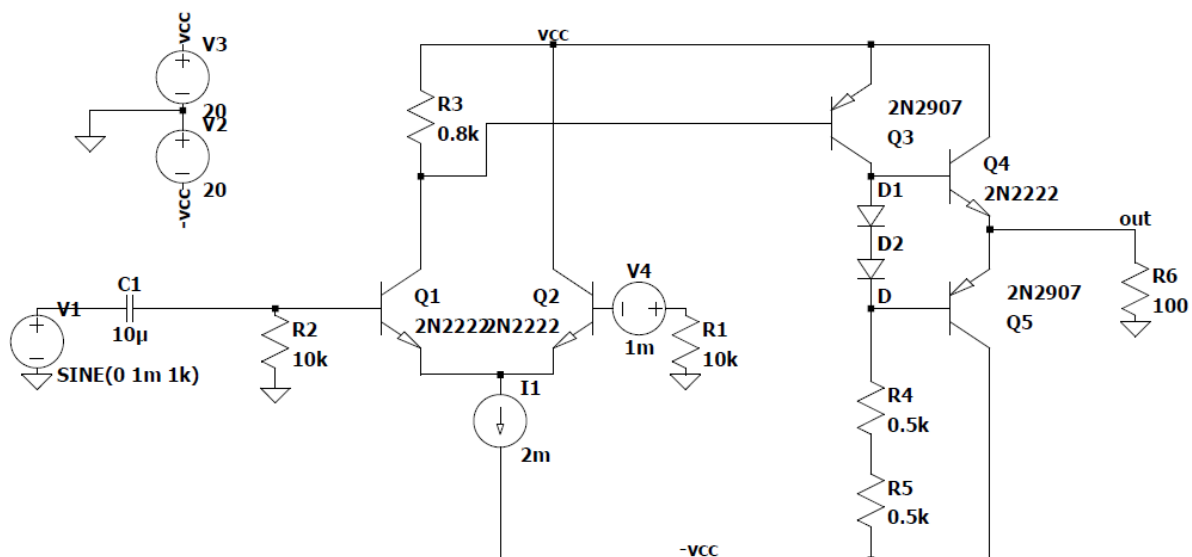 vcc
V3
20
V2
20
-vcc
vcc
R3
0.8k
2N2907
Q3
Q4
2N2222
D1
D2
D
out
R6
100
2N2907
Q5
C1
10µ
V1
SINE(0 1m 1k)
R2
10k
Q1
2N2222
Q2
2N2222
V4
1m
R1
10k
I1
2m
R4
0.5k
R5
0.5k
-vcc